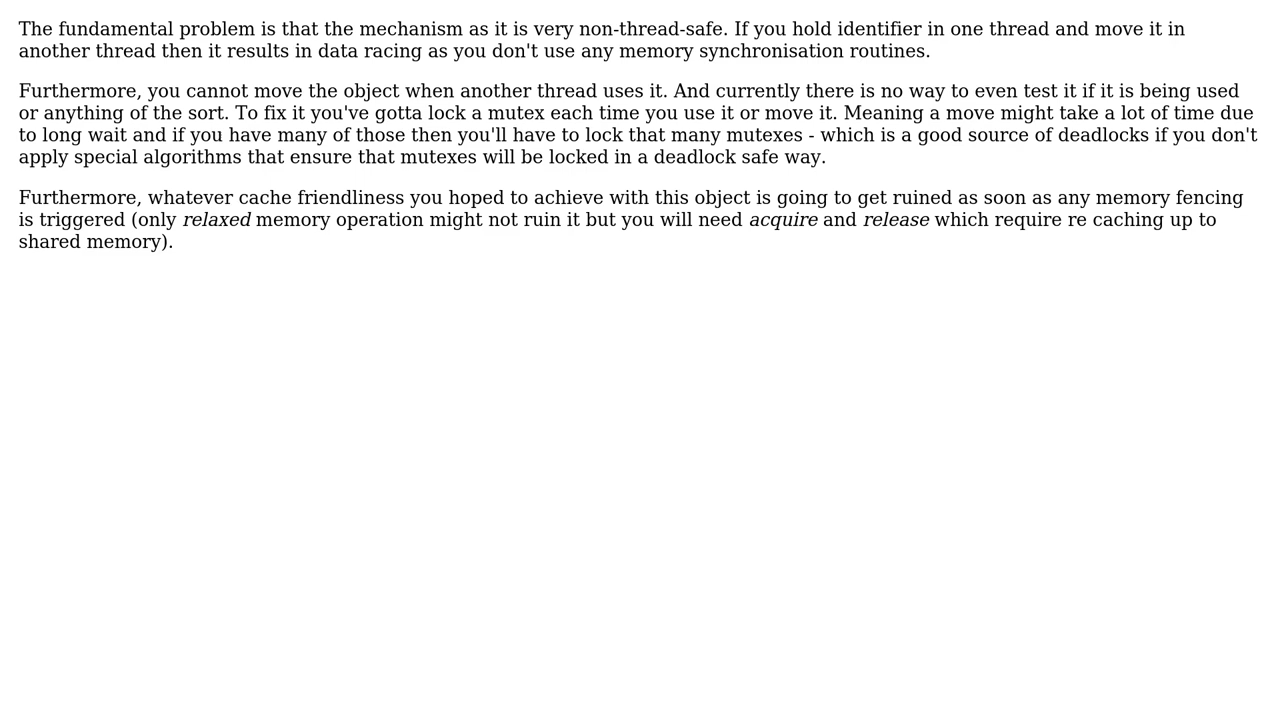 The fundamental problem is that the mechanism as it is very non-thread-safe. If you hold identifier in one thread and move it in
another thread then it results in data racing as you don't use any memory synchronisation routines.
Furthermore, you cannot move the object when another thread uses it. And currently there is no way to even test it if it is being used
or anything of the sort. To fix it you've gotta lock a mutex each time you use it or move it. Meaning a move might take a lot of time due
to long wait and if you have many of those then you'll have to lock that many mutexes - which is a good source of deadlocks if you don't
apply special algorithms that ensure that mutexes will be locked in a deadlock safe way.
Furthermore, whatever cache friendliness you hoped to achieve with this object is going to get ruined as soon as any memory fencing
is triggered (only relaxed memory operation might not ruin it but you will need acquire and release which require re caching up to
shared memory).